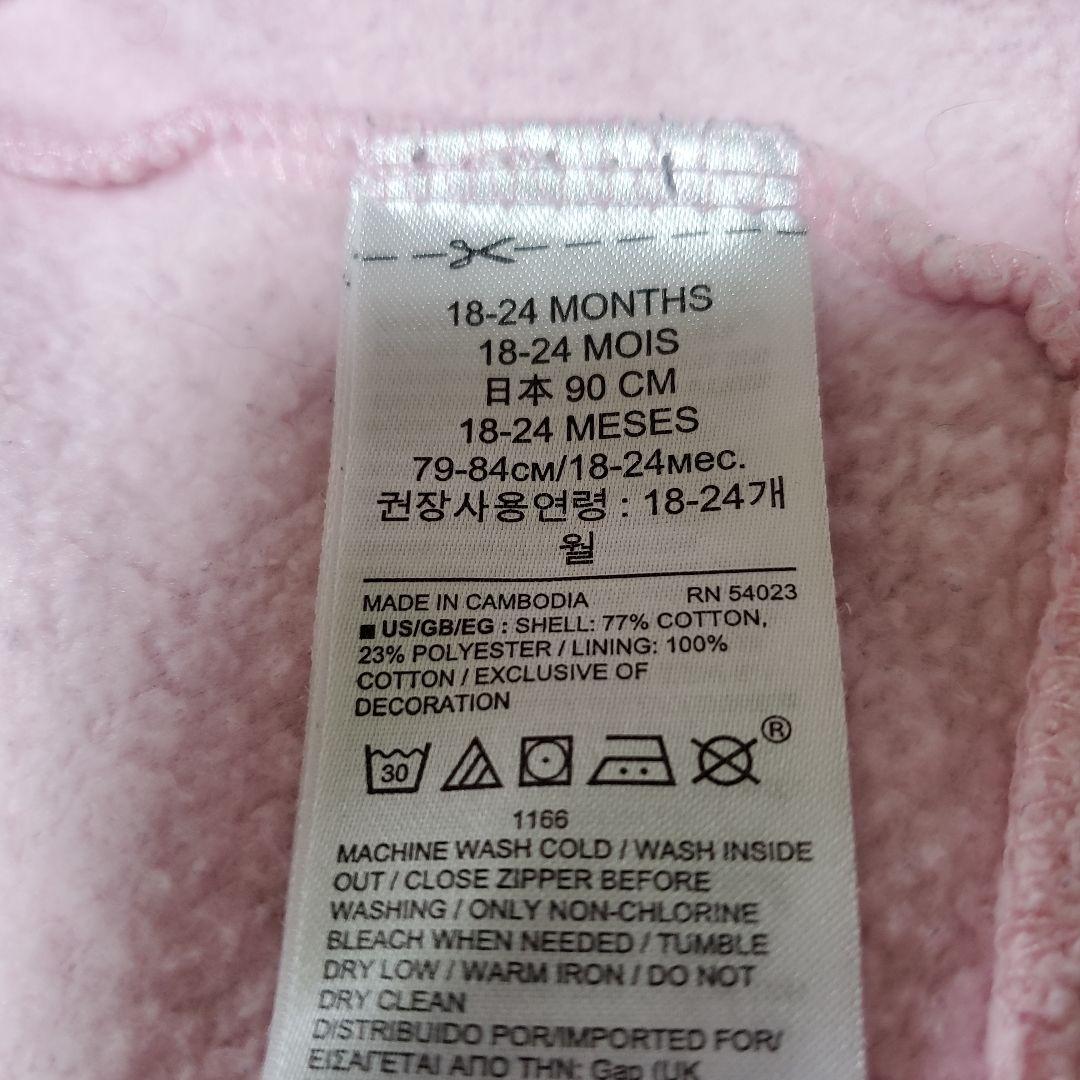 18-24 MONTHS
18-24 MOIS
日本 90 CM
18-24 MESES
79-84см/18-24мес.
권장사용연령 : 18-24개
월
MADE IN CAMBODIA RN 54023
■ US/GB/EG : SHELL: 77% COTTON,
23% POLYESTER / LINING: 100%
COTTON / EXCLUSIVE OF
DECORATION
30 ®
1166
MACHINE WASH COLD / WASH INSIDE
OUT / CLOSE ZIPPER BEFORE
WASHING / ONLY NON-CHLORINE
BLEACH WHEN NEEDED / TUMBLE
DRY LOW / WARM IRON / DO NOT
DRY CLEAN
DISTRIBUIDO POR/IMPORTED FOR/
ΕΙΣΑΓΕΤΑΙ ΑΠΟ ΤΗΝ: Gap (UK